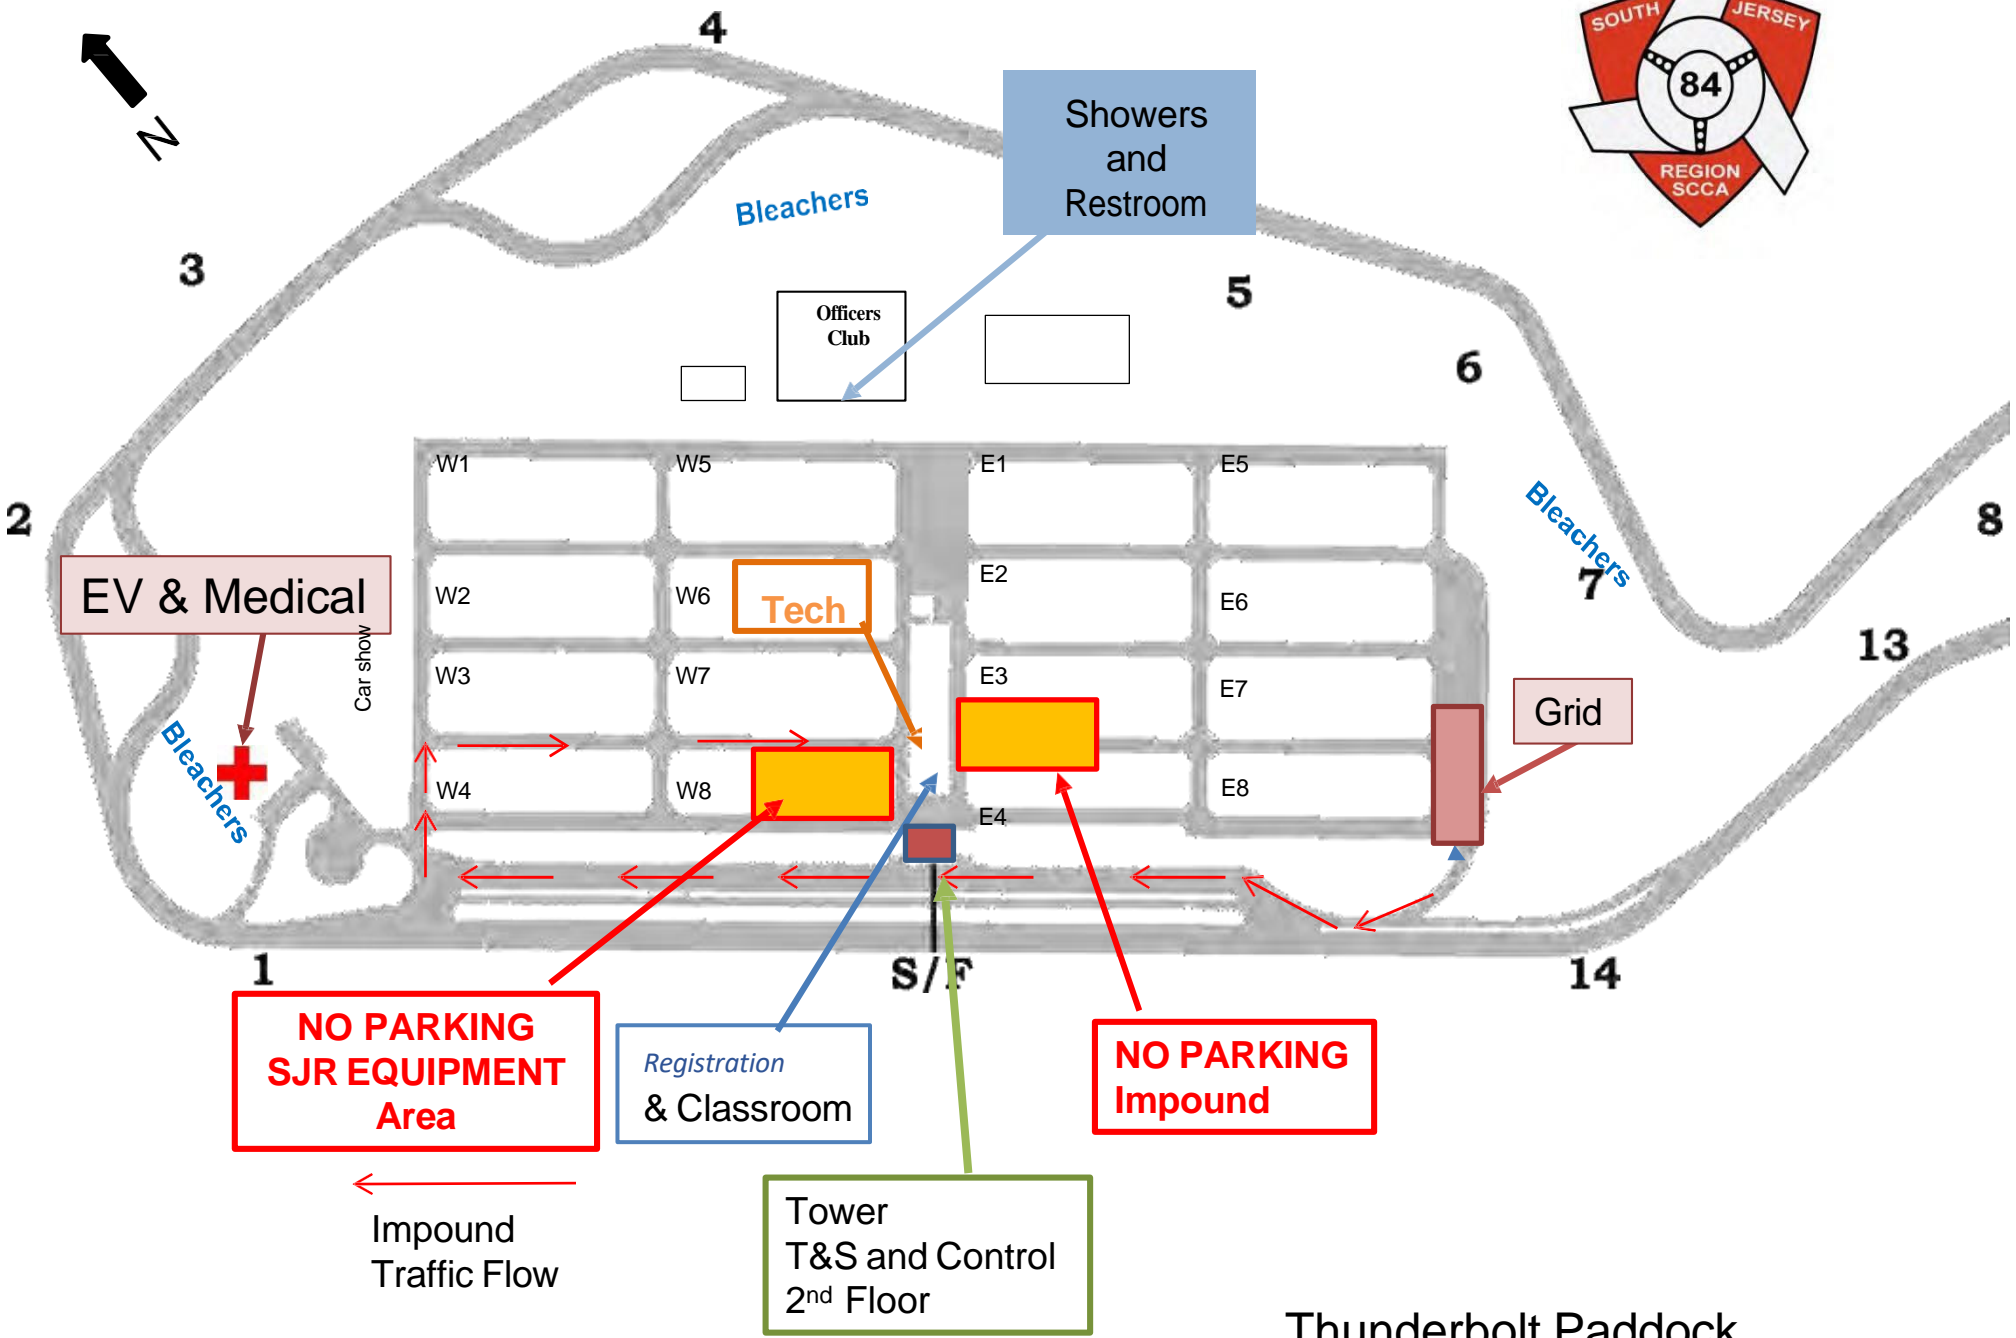 4
SOUTH
JERSEY
84
REGION
SCCA
N
Showers
and
Restroom
Bleachers
3
5
Officers
Club
6
W1
W5
E1
E5
2
Bleachers
8
EV & Medical
W2
W6
Tech
E2
E6
7
13
Car show
W3
W7
E3
E7
Grid
Bleachers
W4
W8
E4
E8
1
S/F
14
NO PARKING
SJR EQUIPMENT
Area
Registration
& Classroom
NO PARKING
Impound
Impound
Traffic Flow
Tower
T&S and Control
2nd Floor
Thunderbolt Paddock